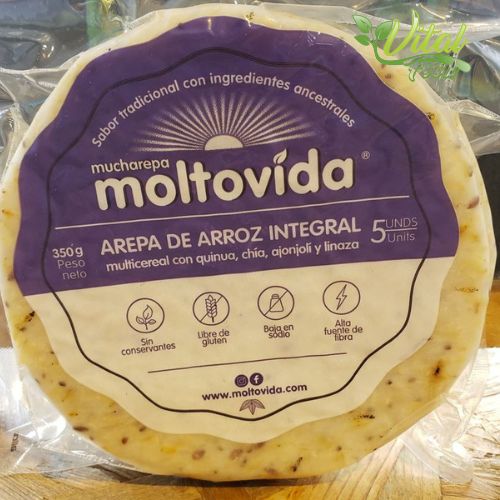 Vital
Foods
Sabor tradicional con ingredientes ancestrales
mucharepa
moltovida®
350g
Peso
neto
AREPA DE ARROZ INTEGRAL
multicereal con quinua, chía, ajonjolí y linaza
5 UNDS
Units
Sin
conservantes
Libre de
gluten
Bajo en
sodio
Alta
fuente de
fibra
www.moltovida.com